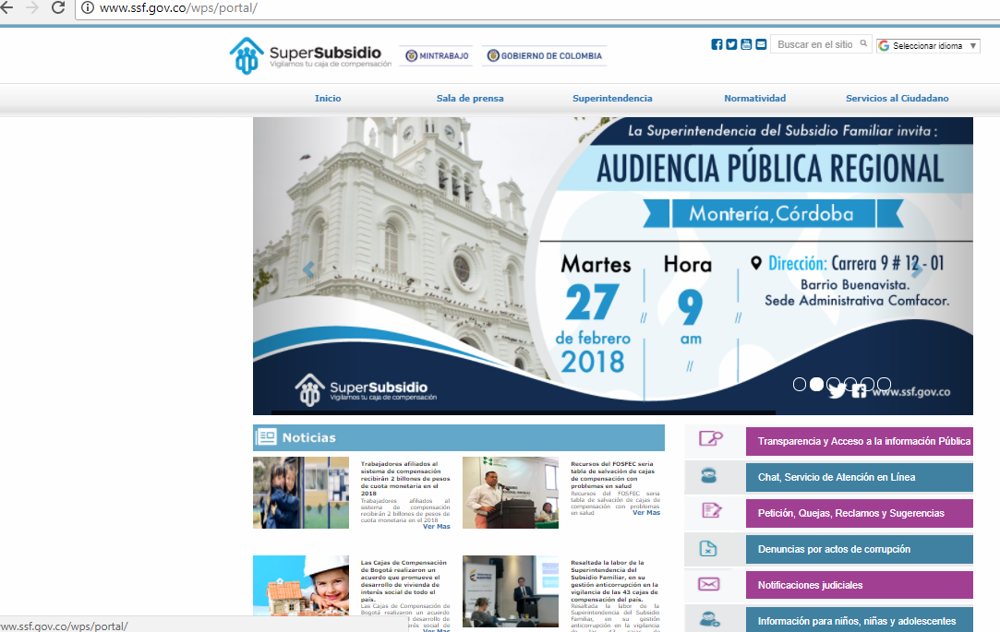 www.ssf.gov.co/wps/portal/
SuperSubsidio
Vigilamos tu caja de compensación
MINTRABAJO
GOBIERNO DE COLOMBIA
Buscar en el sitio
Seleccionar idioma ▼
Inicio
Sala de prensa
Superintendencia
Normatividad
Servicios al Ciudadano
La Superintendencia del Subsidio Familiar invita:
AUDIENCIA PÚBLICA REGIONAL
Montería, Córdoba
Martes
27
de febrero
2018
//
Hora
9
am
//
//
Dirección: Carrera 9 # 12 - 01
Barrio Buenavista.
Sede Administrativa Comfacor.
SuperSubsidio
Vigilamos tu caja de compensación
www.ssf.gov.co
Noticias
Trabajadores afiliados al
sistema de compensación
recibirán 2 billones de pesos
de cuota monetaria en el
2018
Trabajadores afiliados al
sistema de compensación
recibirán 2 billones de pesos de
cuota monetaria en el 2018
Ver Mas
Recursos del FOSFEC seria
tabla de salvación de cajas
de compensación con
problemas en salud
Recursos del FOSFEC seria
tabla de salvación de cajas de
compensación con problemas
en salud
Ver Mas
Las Cajas de Compensación
de Bogotá realizaron un
acuerdo que promueve el
desarrollo de vivienda de
interés social de todo el
país.
Las Cajas de Compensación de
Bogotá realizaron un acuerdo
desarrollo de
erés social de
Ver Mas
Resaltada la labor de la
Superintendencia del
Subsidio Familiar, en su
gestión anticorrupción en la
vigilancia de las 43 cajas de
compensación del país.
Resaltada la labor de la
Superintendencia del Subsidio
Familiar, en su gestión
anticorrupción en la vigilancia
de las 43 cajas de
Transparencia y Acceso a la información Pública
Chat, Servicio de Atención en Línea
Petición, Quejas, Reclamos y Sugerencias
Denuncias por actos de corrupción
Notificaciones judiciales
Información para niños, niñas y adolescentes
ww.ssf.gov.co/wps/portal/